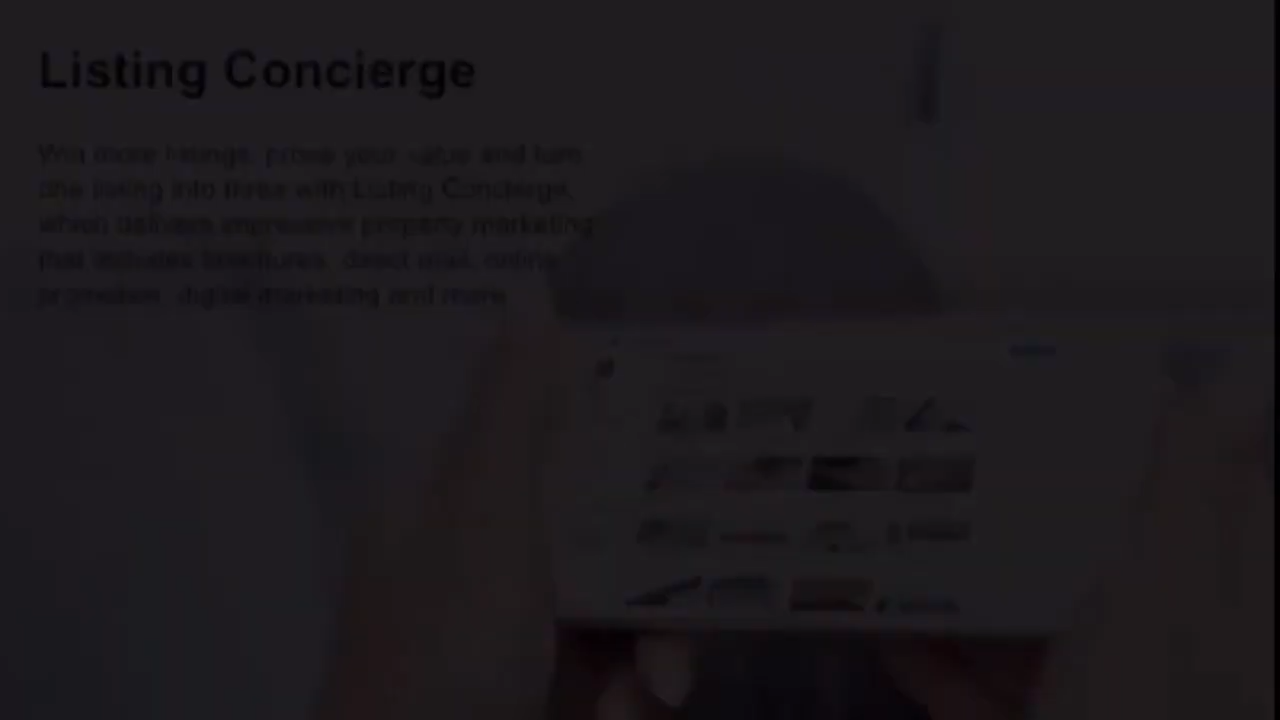 Listing Concierge
Win more listings, prove your value and turn
one listing into three with Listing Concierge,
which delivers impressive property marketing
that includes brochures, direct mail, online
promotion, digital marketing and more.